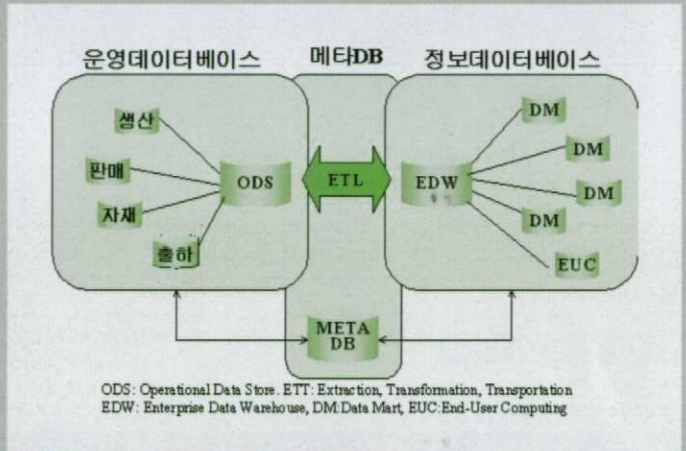 운영데이터베이스 메타DB 정보데이터베이스
생산
판매
자재
출하
ODS
ETL
EDW
DM
DM
DM
DM
EUC
META
DB
ODS: Operational Data Store. ETT: Extraction, Transformation, Transportation
EDW: Enterprise Data Warehouse, DM:Data Mart, EUC:End-User Computing